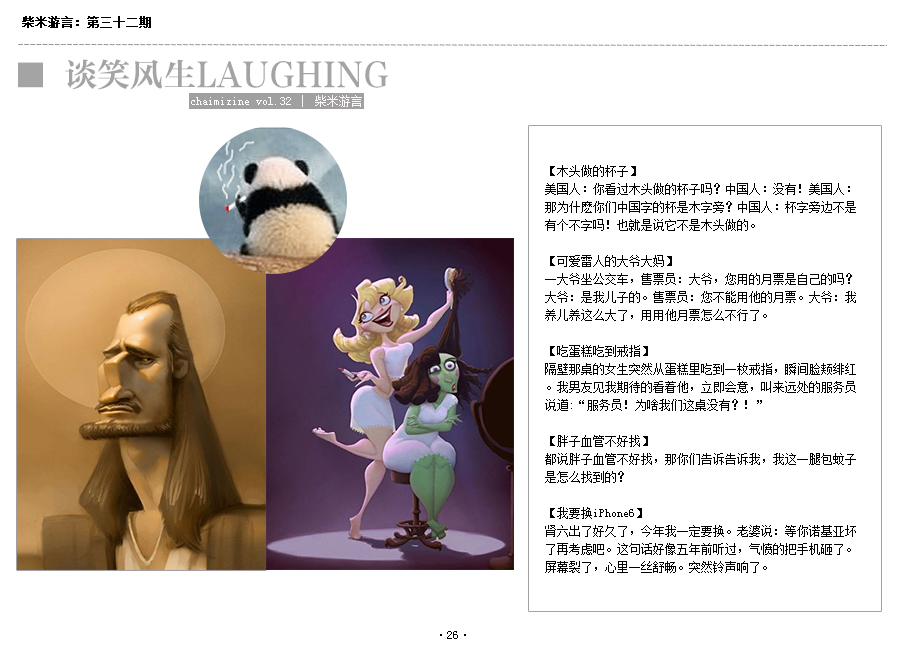 柴米游言：第三十二期
谈笑风生LAUGHING
chaimizine vol.32 | 柴米游言
【木头做的杯子】
美国人：你看过木头做的杯子吗？中国人：没有！美国人：
那为什麽你们中国字的杯是木字旁？中国人：杯字旁边不是
有个不字吗！也就是说它不是木头做的。
【可爱雷人的大爷大妈】
一大爷坐公交车，售票员：大爷，您用的月票是自己的吗？
大爷：是我儿子的。售票员：您不能用他的月票。大爷：我
养儿养这么大了，用用他月票怎么不行了。
【吃蛋糕吃到戒指】
隔壁那桌的女生突然从蛋糕里吃到一枚戒指，瞬间脸颊绯红
。我男友见我期待的看着他，立即会意，叫来远处的服务员
说道：“服务员！为啥我们这桌没有？！”
【胖子血管不好找】
都说胖子血管不好找，那你们告诉告诉我，我这一腿包蚊子
是怎么找到的？
【我要换iPhone6】
肾六出了好久了，今年我一定要换。老婆说：等你诺基亚坏
了再考虑吧。这句话好像五年前听过，气愤的把手机砸了。
屏幕裂了，心里一丝舒畅。突然铃声响了。
·26·